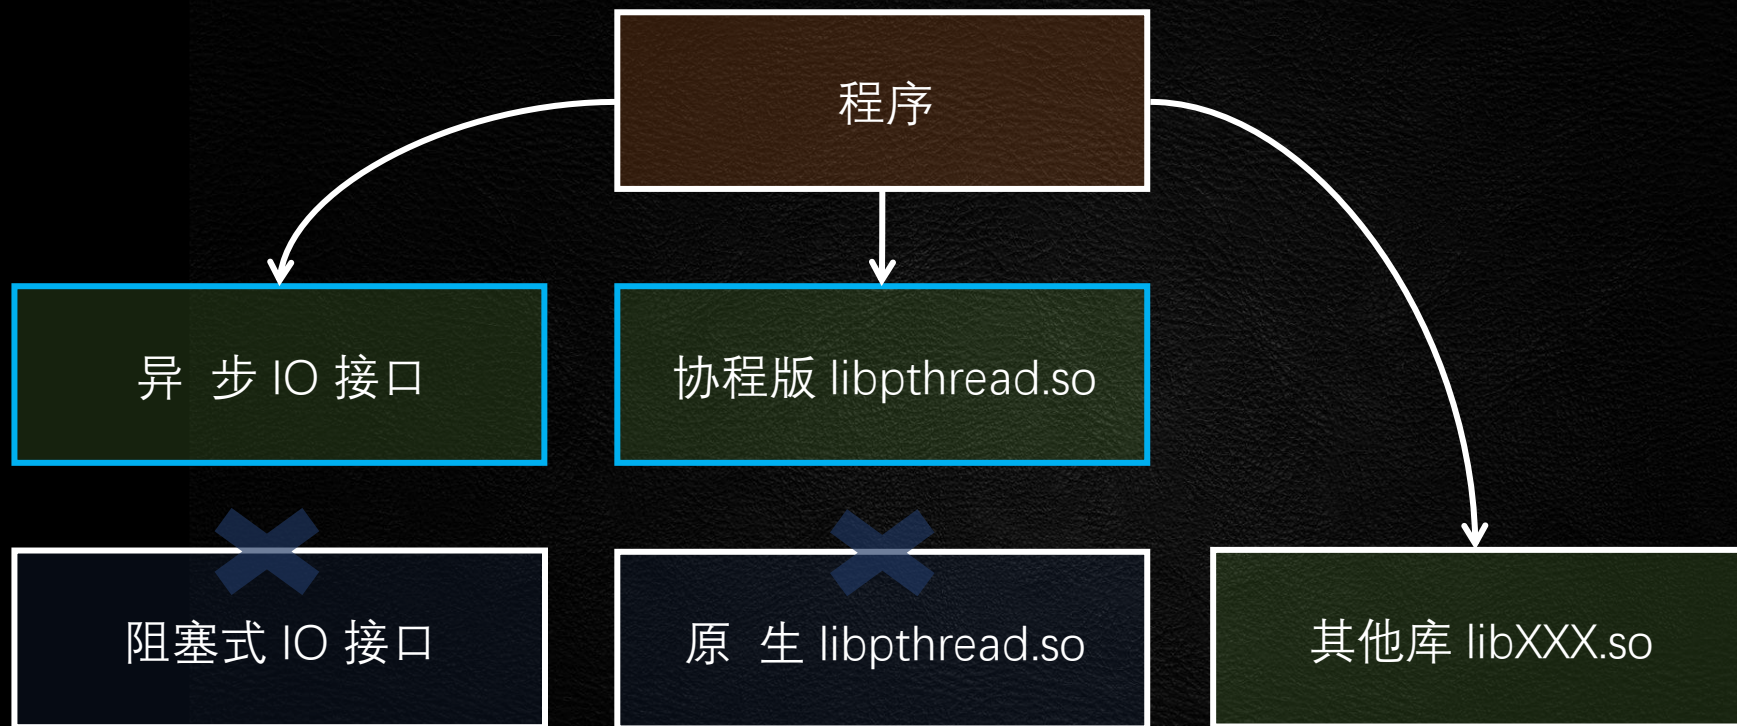 程序
异 步 IO 接口
协程版 libpthread.so
阻塞式 IO 接口
原 生 libpthread.so
其他库 libXXX.so